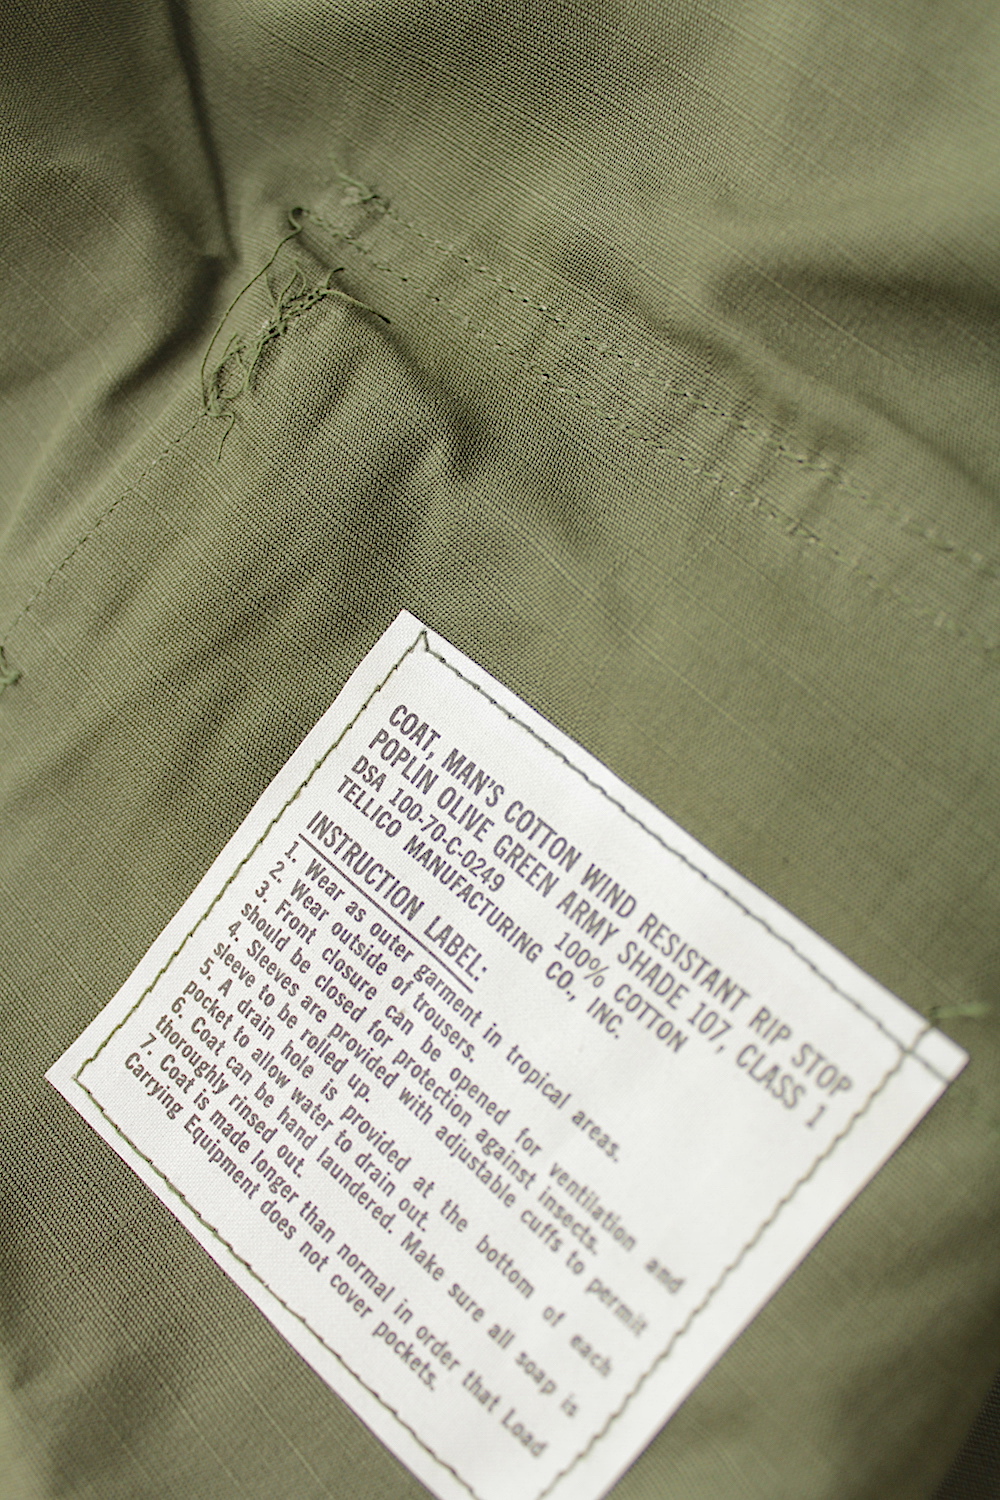 COAT, MAN'S COTTON WIND RESISTANT RIP STOP
POPLIN OLIVE GREEN ARMY SHADE 107, CLASS 1
DSA 100-70-C-0249 100% COTTON
TELLICO MANUFACTURING CO., INC.
INSTRUCTION LABEL:
1. Wear as outer garment in tropical areas.
2. Wear outside of trousers.
3. Front closure can be opened for ventilation and
should be closed for protection against insects.
4. Sleeves are provided with adjustable cuffs to permit
sleeve to be rolled up.
5. A drain hole is provided at the bottom of each
pocket to allow water to drain out.
6. Coat can be hand laundered. Make sure all soap is
thoroughly rinsed out.
7. Coat is made longer than normal in order that Load
Carrying Equipment does not cover pockets.